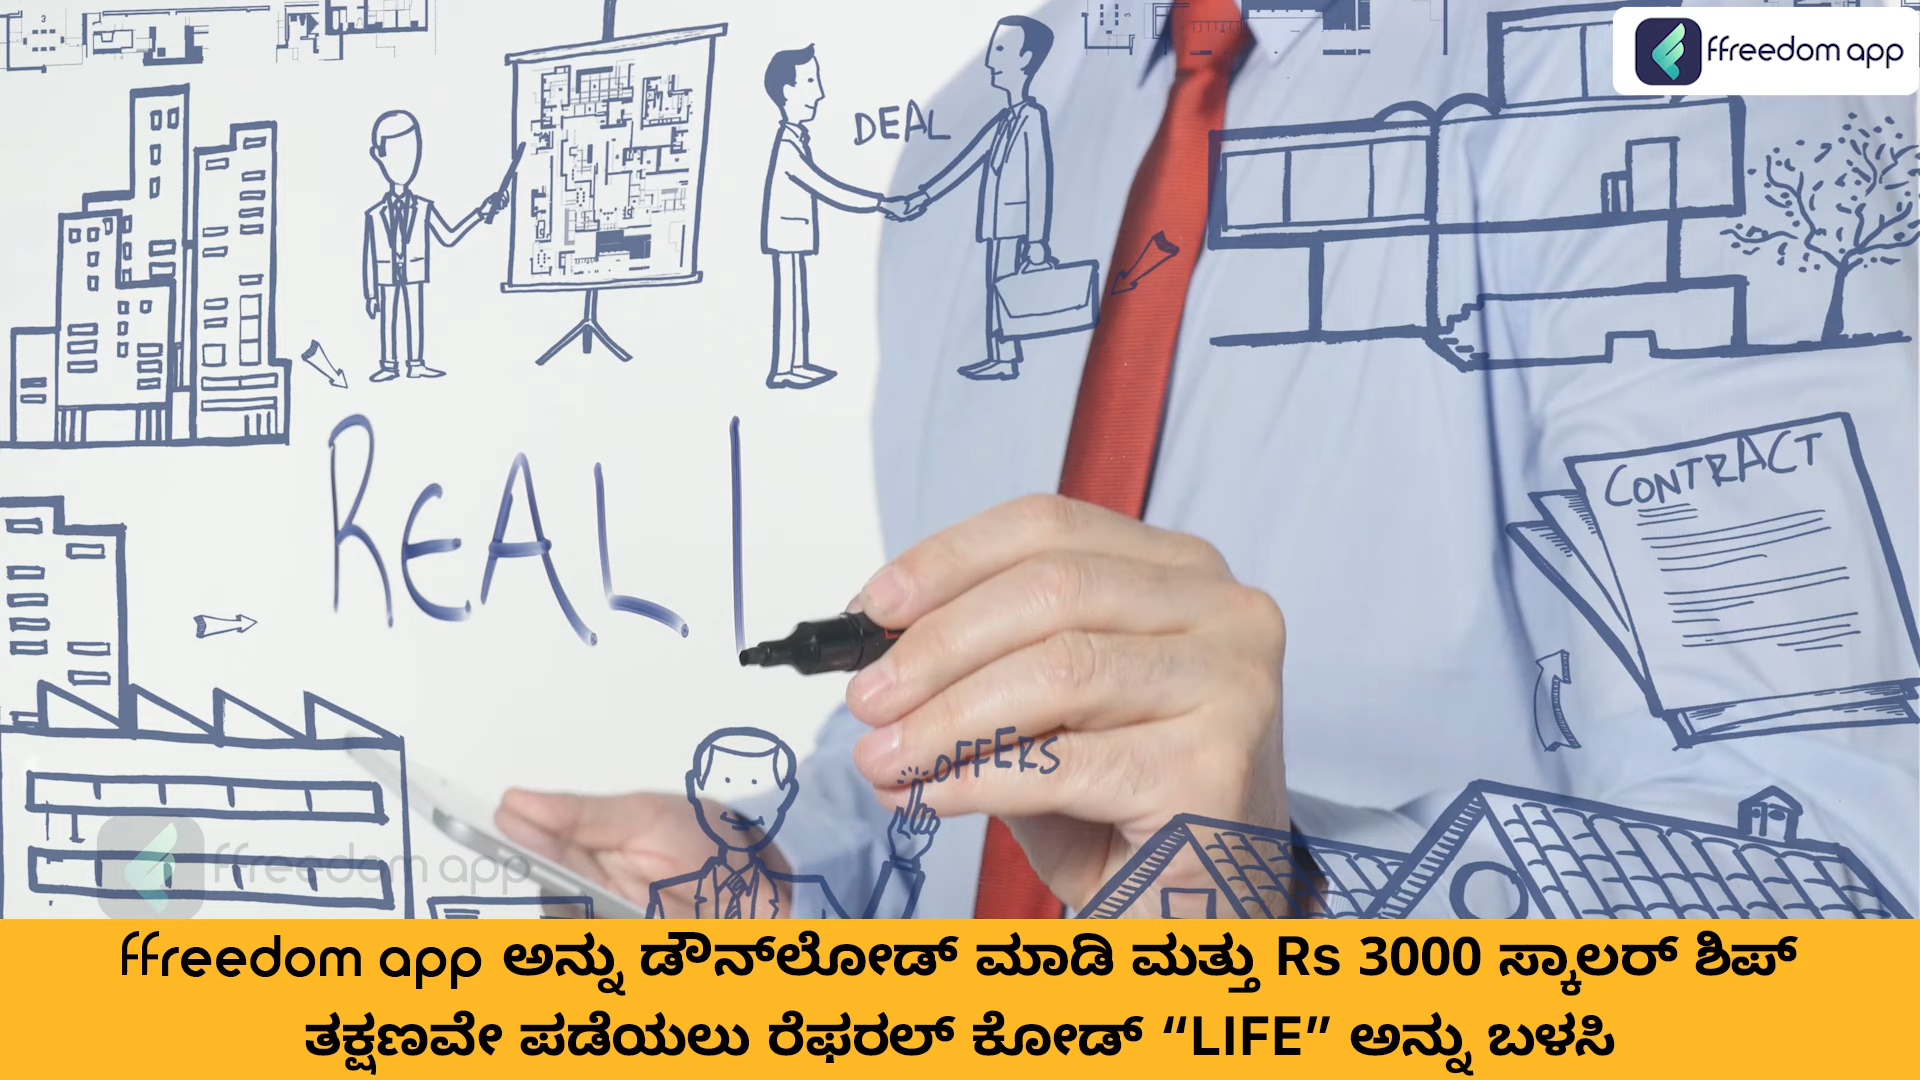 ffreedom app
DEAL
CONTRACT
REAL
OFFERS
ffreedom app
ffreedom app ಅನ್ನು ಡೌನ್‌ಲೋಡ್ ಮಾಡಿ ಮತ್ತು Rs 3000 ಸ್ಕಾಲರ್ ಶಿಪ್
ತಕ್ಷಣವೇ ಪಡೆಯಲು ರೆಫರಲ್ ಕೋಡ್ “LIFE” ಅನ್ನು ಬಳಸಿ